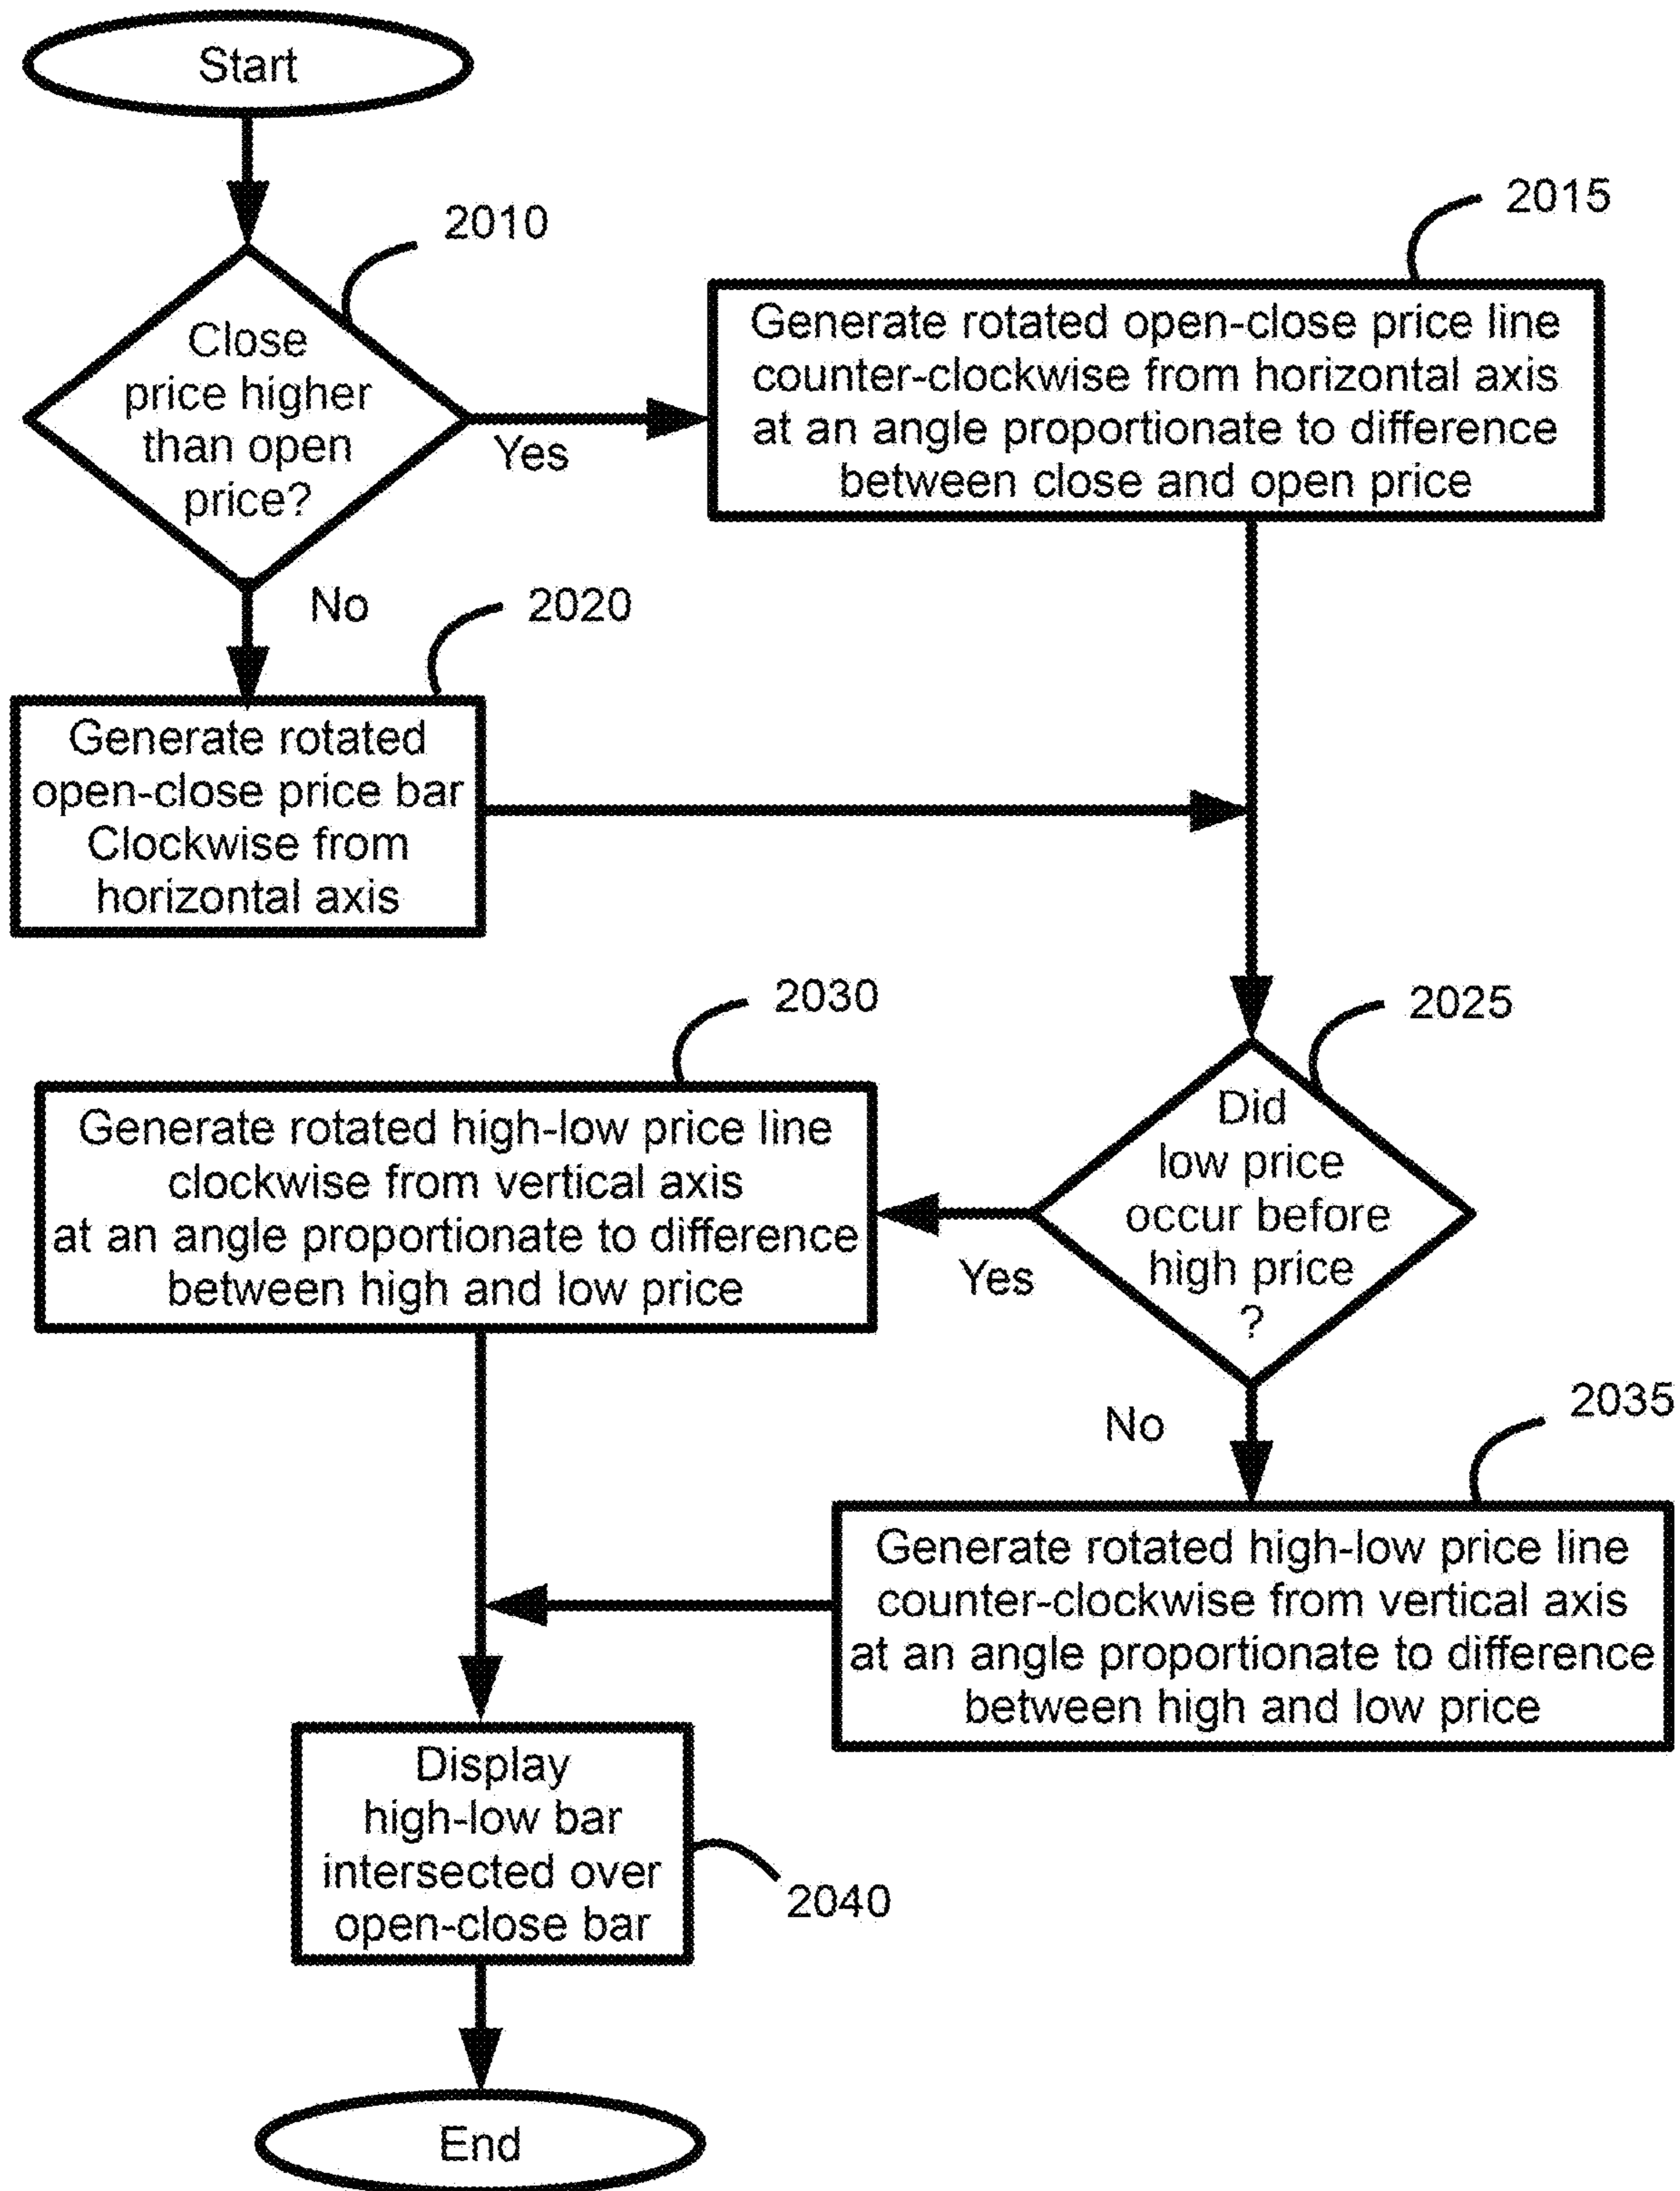 Start
2010
Close
price higher
than open
price?
Yes
No
2015
Generate rotated open-close price line
counter-clockwise from horizontal axis
at an angle proportionate to difference
between close and open price
2020
Generate rotated
open-close price bar
Clockwise from
horizontal axis
2025
Did
low price
occur before
high price
?
Yes
No
2030
Generate rotated high-low price line
clockwise from vertical axis
at an angle proportionate to difference
between high and low price
2035
Generate rotated high-low price line
counter-clockwise from vertical axis
at an angle proportionate to difference
between high and low price
Display
high-low bar
intersected over
open-close bar
2040
End